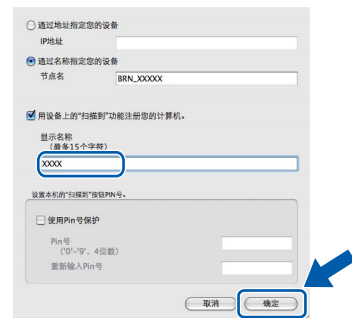 通过地址指定您的设备
IP地址
通过名称指定您的设备
节点名 BRN_XXXXX
用设备上的“扫描到”功能注册您的计算机。
显示名称
（最多15个字符）
XXXX
设置本机的“扫描到”按钮PIN号。
使用Pin号保护
Pin号
（'0'-'9'，4位数）
重新输入Pin号
取消 确定